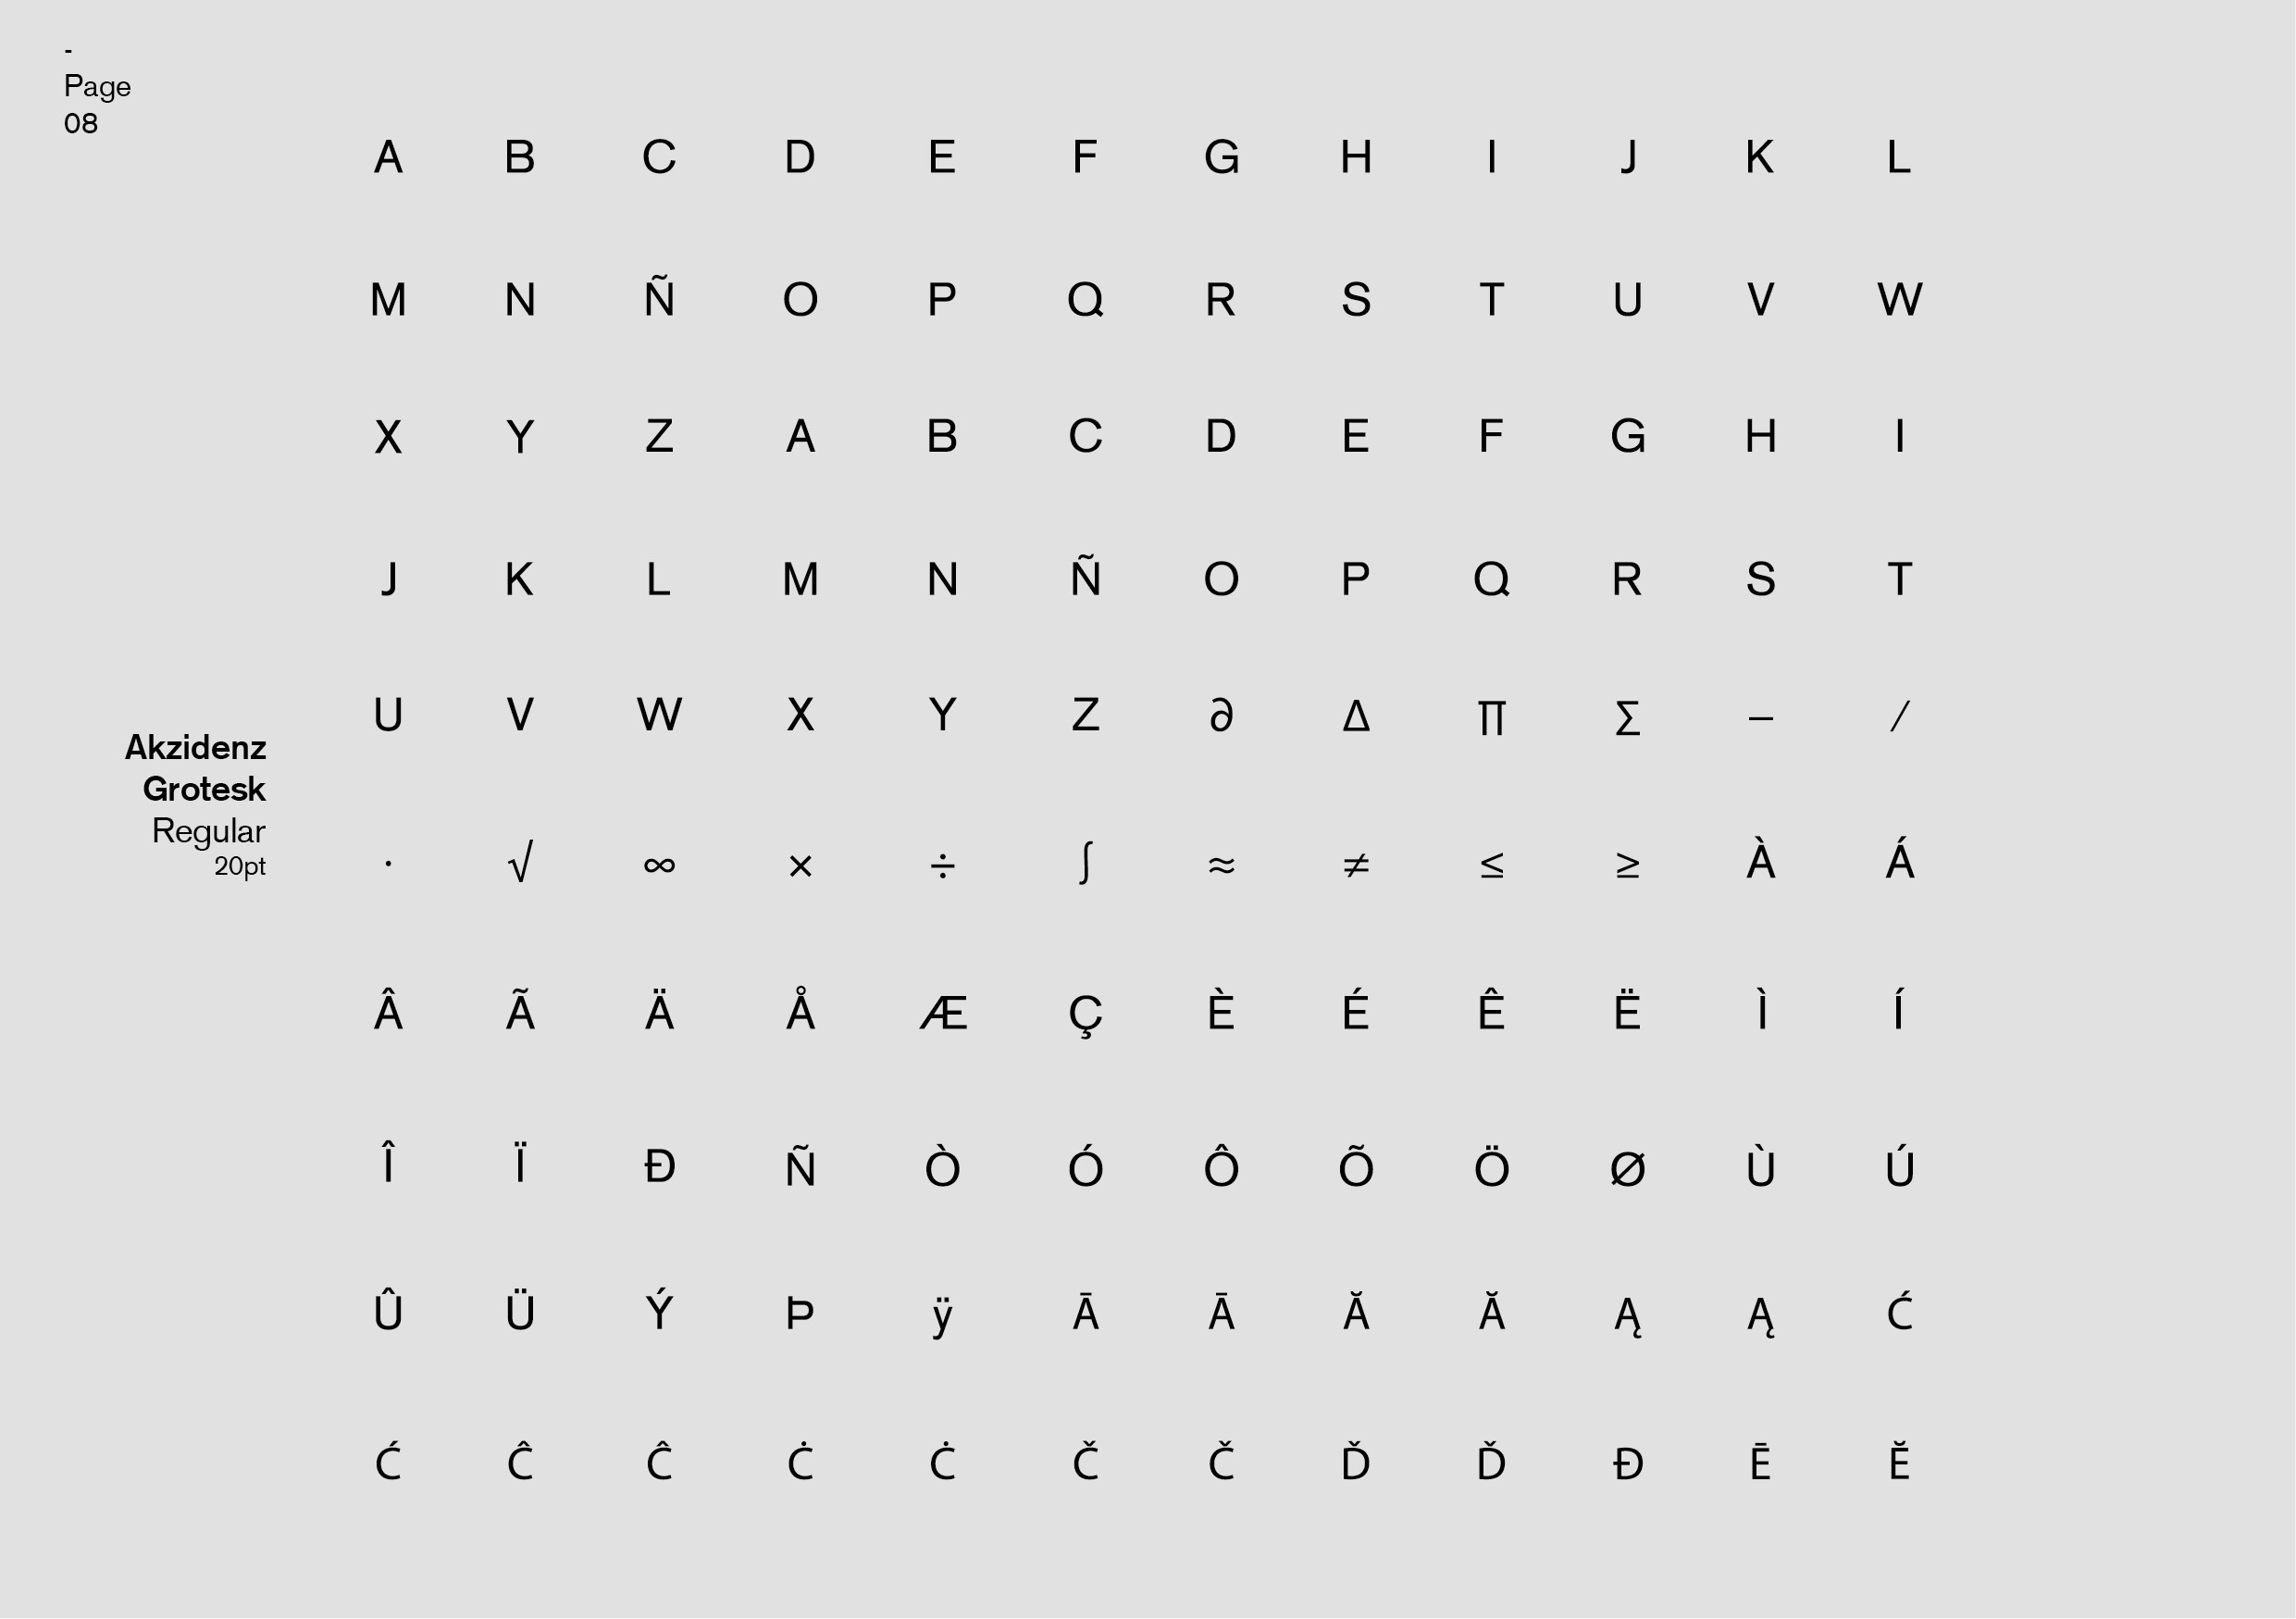 -
Page
08
A B C D E F G H I J K L
M N Ñ O P Q R S T U V W
X Y Z A B C D E F G H I
J K L M N Ñ O P Q R S T
U V W X Y Z ∂ ∆ ∏ ∑ − ∕
Akzidenz
Grotesk
Regular
20pt
∙ √ ∞ × ÷ ∫ ≈ ≠ ≤ ≥ À Á
Â Ã Ä Å Æ Ç È É Ê Ë Ì Í
Î Ï Ð Ñ Ò Ó Ô Õ Ö Ø Ù Ú
Û Ü Ý Þ ÿ Ā Ā Ă Ă Ą Ą Ć
Ć Ĉ Ĉ Ċ Ċ Č Č Ď Ď Đ Ē Ĕ